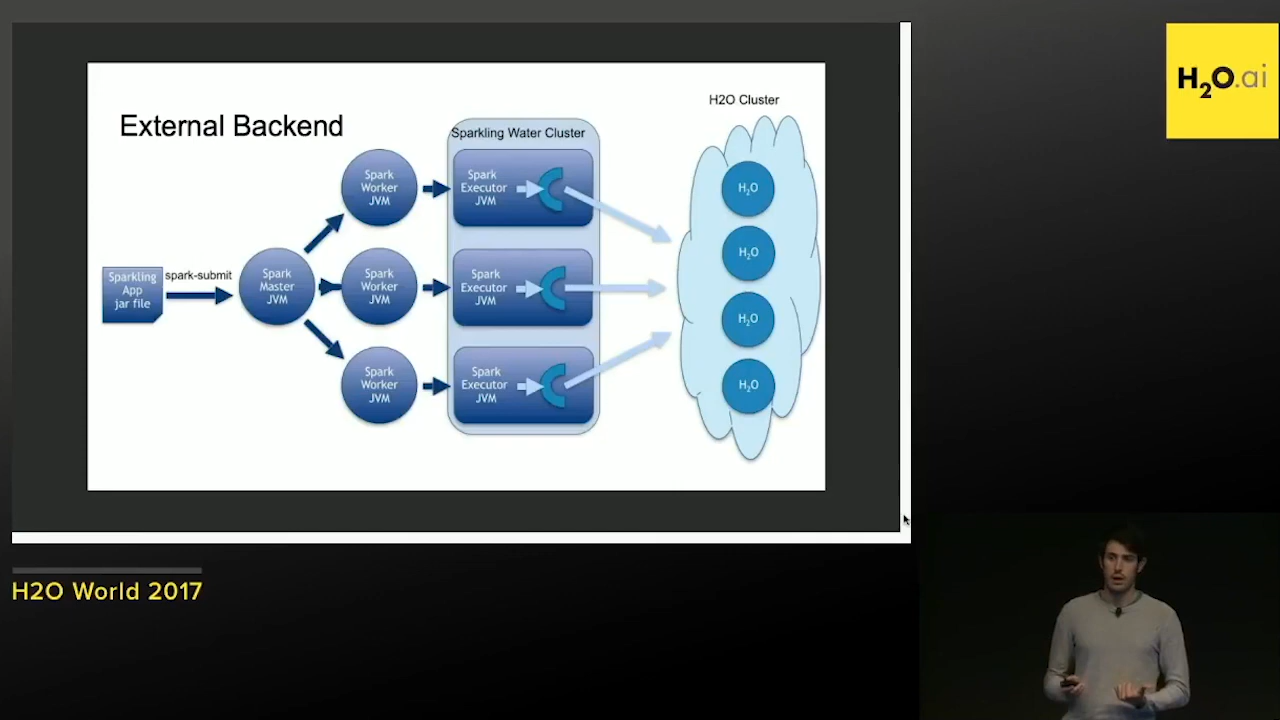 H2O.ai
H2O Cluster
External Backend
Sparkling Water Cluster
Spark
Worker
JVM
Spark
Executor
JVM
H₂O
Sparkling
App
jar file
spark-submit
Spark
Master
JVM
Spark
Worker
JVM
Spark
Executor
JVM
H₂O
H₂O
Spark
Worker
JVM
Spark
Executor
JVM
H₂O
H2O World 2017